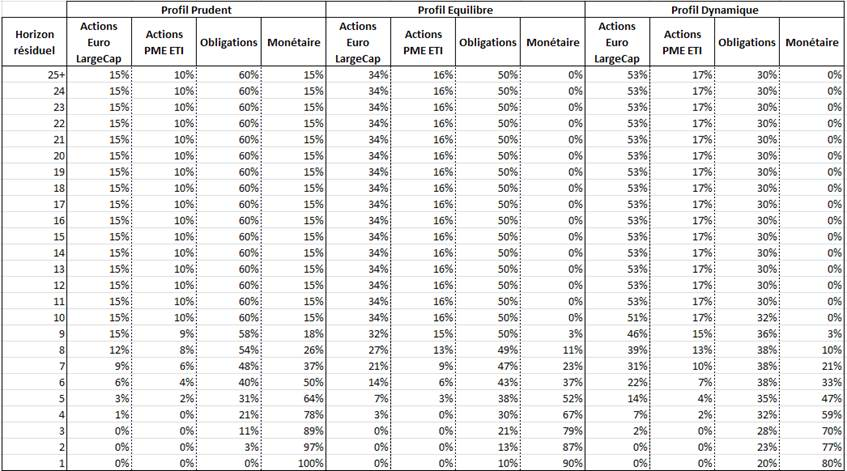 Profil Prudent Profil Equilibre Profil Dynamique
Horizon résiduel Actions Euro LargeCap Actions PME ETI Obligations Monétaire Actions Euro LargeCap Actions PME ETI Obligations Monétaire Actions Euro LargeCap Actions PME ETI Obligations Monétaire
25+ 15% 10% 60% 15% 34% 16% 50% 0% 53% 17% 30% 0%
24 15% 10% 60% 15% 34% 16% 50% 0% 53% 17% 30% 0%
23 15% 10% 60% 15% 34% 16% 50% 0% 53% 17% 30% 0%
22 15% 10% 60% 15% 34% 16% 50% 0% 53% 17% 30% 0%
21 15% 10% 60% 15% 34% 16% 50% 0% 53% 17% 30% 0%
20 15% 10% 60% 15% 34% 16% 50% 0% 53% 17% 30% 0%
19 15% 10% 60% 15% 34% 16% 50% 0% 53% 17% 30% 0%
18 15% 10% 60% 15% 34% 16% 50% 0% 53% 17% 30% 0%
17 15% 10% 60% 15% 34% 16% 50% 0% 53% 17% 30% 0%
16 15% 10% 60% 15% 34% 16% 50% 0% 53% 17% 30% 0%
15 15% 10% 60% 15% 34% 16% 50% 0% 53% 17% 30% 0%
14 15% 10% 60% 15% 34% 16% 50% 0% 53% 17% 30% 0%
13 15% 10% 60% 15% 34% 16% 50% 0% 53% 17% 30% 0%
12 15% 10% 60% 15% 34% 16% 50% 0% 53% 17% 30% 0%
11 15% 10% 60% 15% 34% 16% 50% 0% 53% 17% 30% 0%
10 15% 10% 60% 15% 34% 16% 50% 0% 51% 17% 32% 0%
9 15% 9% 58% 18% 32% 15% 50% 3% 46% 15% 36% 3%
8 12% 8% 54% 26% 27% 13% 49% 11% 39% 13% 38% 10%
7 9% 6% 48% 37% 21% 9% 47% 23% 31% 10% 38% 21%
6 6% 4% 40% 50% 14% 6% 43% 37% 22% 7% 38% 33%
5 3% 2% 31% 64% 7% 3% 38% 52% 14% 4% 35% 47%
4 1% 0% 21% 78% 3% 0% 30% 67% 7% 2% 32% 59%
3 0% 0% 11% 89% 0% 0% 21% 79% 2% 0% 28% 70%
2 0% 0% 3% 97% 0% 0% 13% 87% 0% 0% 23% 77%
1 0% 0% 0% 100% 0% 0% 10% 90% 0% 0% 20% 80%